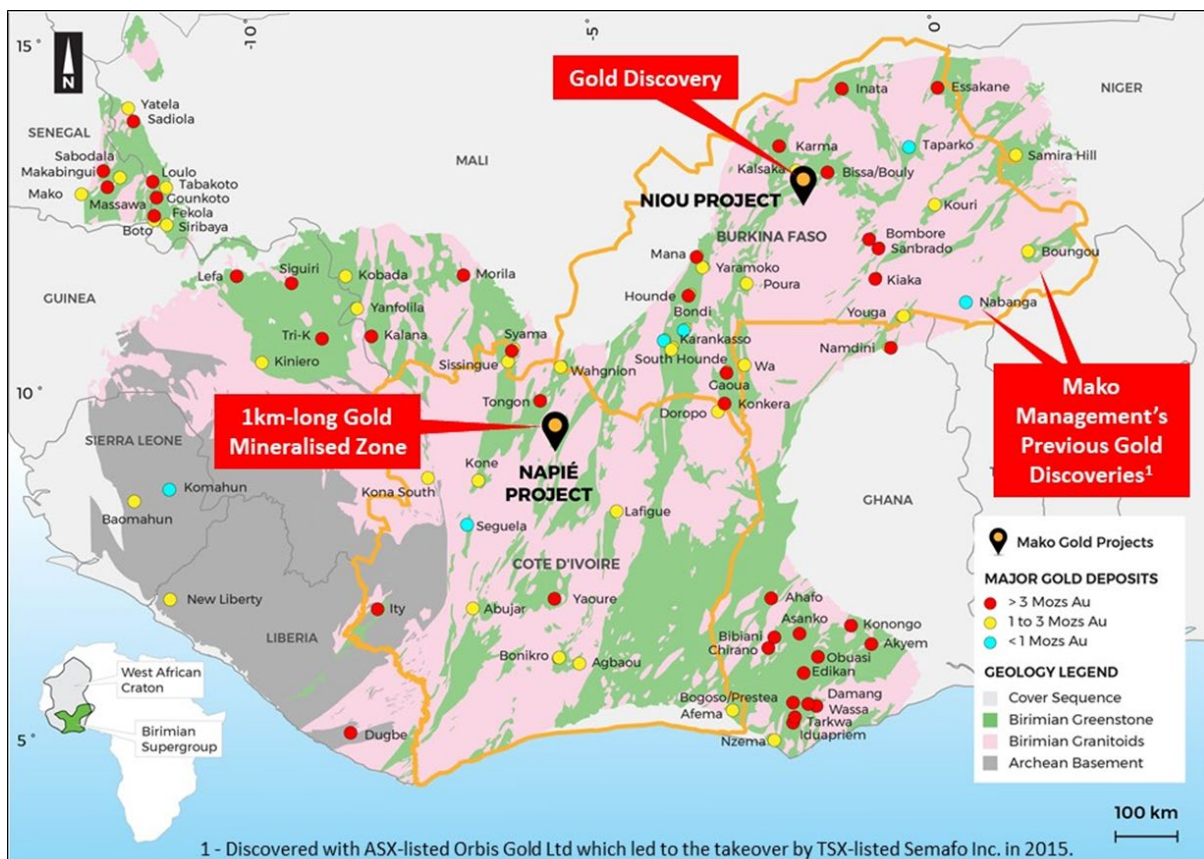 -10
-5
0
15
10
5
N
Gold Discovery
Inata
Essakane
NIGER
Yatela
Sadiola
SENEGAL
MALI
Karma
Taparko
Samira Hill
Sabodala
Makabingui
Loulo
Kalsaka
Bissa/Bouly
Mako
Massawa
Tabakoto
Gounkoto
NIOU PROJECT
Kouri
Fekola
Boto
Siribaya
BURKINA FASO
Bombore
Sanbrado
Boungou
Mana
Yaramoko
Lefa
Siguiri
Kobada
Morila
Poura
Kiaka
GUINEA
Hounde
Nabanga
Yanfolila
Bondi
Youga
Tri-K
Kalana
Syama
Karankasso
Namdini
Kiniero
Sissingue
Wahgnion
South Hounde
Wa
Gaoua
Tongon
Konkera
Doropo
1km-long Gold
Mineralised Zone
Mako
Management's
Previous Gold
Discoveries1
SIERRA LEONE
NAPIÉ
PROJECT
Kone
Kona South
GHANA
Komahun
Baomahun
Lafigue
Seguela
COTE D'IVOIRE
New Liberty
Ity
Abujar
Yaoure
Ahafo
Asanko
Konongo
LIBERIA
Bibiani
Chirano
Akyem
Obuasi
Edikan
Bonikro
Agbaou
Bogoso/Prestea
Damang
Afema
Wassa
Tarkwa
Iduapriem
Dugbe
Nzema
West African
Craton
Birimian
Supergroup
Mako Gold Projects
MAJOR GOLD DEPOSITS
> 3 Mozs Au
1 to 3 Mozs Au
<1 Mozs Au
GEOLOGY LEGEND
Cover Sequence
Birimian Greenstone
Birimian Granitoids
Archean Basement
100 km
1 - Discovered with ASX-listed Orbis Gold Ltd which led to the takeover by TSX-listed Semafo Inc. in 2015.